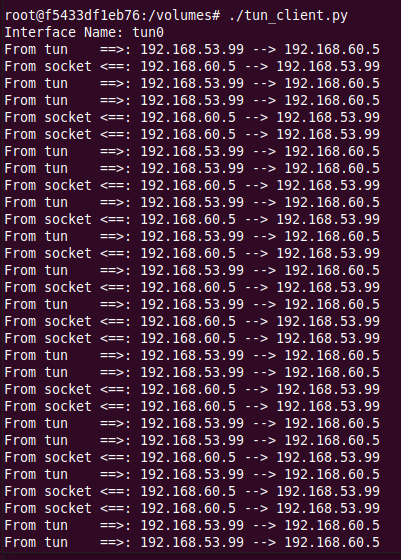 root@f5433df1eb76:/volumes# ./tun_client.py
Interface Name: tun0
From tun    ==>: 192.168.53.99 --> 192.168.60.5
From socket <==: 192.168.60.5 --> 192.168.53.99
From tun    ==>: 192.168.53.99 --> 192.168.60.5
From tun    ==>: 192.168.53.99 --> 192.168.60.5
From socket <==: 192.168.60.5 --> 192.168.53.99
From socket <==: 192.168.60.5 --> 192.168.53.99
From tun    ==>: 192.168.53.99 --> 192.168.60.5
From tun    ==>: 192.168.53.99 --> 192.168.60.5
From socket <==: 192.168.60.5 --> 192.168.53.99
From tun    ==>: 192.168.53.99 --> 192.168.60.5
From socket <==: 192.168.60.5 --> 192.168.53.99
From tun    ==>: 192.168.53.99 --> 192.168.60.5
From socket <==: 192.168.60.5 --> 192.168.53.99
From tun    ==>: 192.168.53.99 --> 192.168.60.5
From tun    ==>: 192.168.53.99 --> 192.168.60.5
From socket <==: 192.168.60.5 --> 192.168.53.99
From socket <==: 192.168.60.5 --> 192.168.53.99
From socket <==: 192.168.60.5 --> 192.168.53.99
From tun    ==>: 192.168.53.99 --> 192.168.60.5
From tun    ==>: 192.168.53.99 --> 192.168.60.5
From socket <==: 192.168.60.5 --> 192.168.53.99
From socket <==: 192.168.60.5 --> 192.168.53.99
From tun    ==>: 192.168.53.99 --> 192.168.60.5
From tun    ==>: 192.168.53.99 --> 192.168.60.5
From tun    ==>: 192.168.53.99 --> 192.168.60.5
From tun    ==>: 192.168.53.99 --> 192.168.60.5
From socket <==: 192.168.60.5 --> 192.168.53.99
From socket <==: 192.168.60.5 --> 192.168.53.99
From tun    ==>: 192.168.53.99 --> 192.168.60.5
From tun    ==>: 192.168.53.99 --> 192.168.60.5